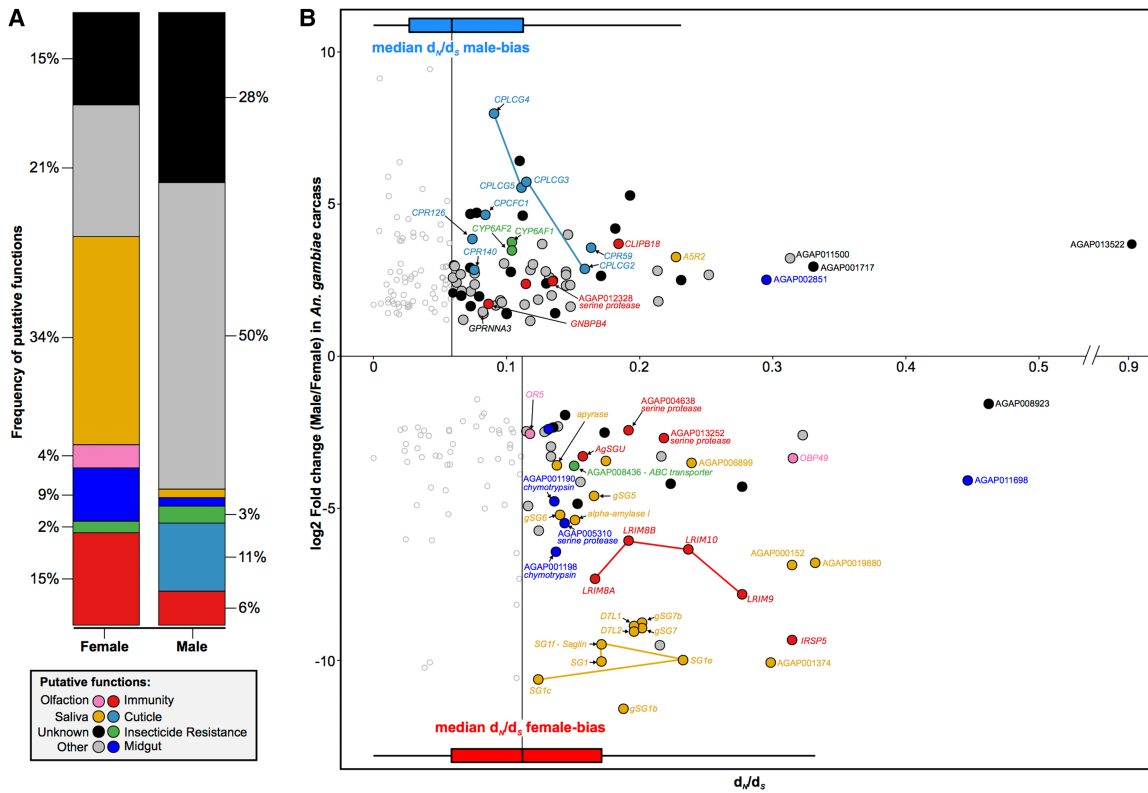 A
Frequency of putative functions
15%
21%
34%
4%
9%
2%
15%
28%
50%
3%
11%
6%
Female
Male
Putative functions:
Olfaction
Immunity
Saliva
Cuticle
Unknown
Insecticide Resistance
Other
Midgut
B
log2 Fold change (Male/Female) in An. gambiae carcass
10
5
0
-5
-10
median dN/dS male-bias
CPLCG4
CPLCG5
CPLCG3
CPCFC1
CPR126
CYP6AF2
CYP6AF1
CPR140
CLIPB18
CPR59
CPLCG2
A5R2
AGAP013522
AGAP011500
AGAP001717
AGAP002851
AGAP012328
serine protease
GNBPB4
GPRNNA3
0
0.1
0.2
0.3
0.4
0.5
0.9
OR5
apyrase
AGAP004638
serine protease
AGAP008923
AGAP013252
serine protease
AgSGU
AGAP006899
OBP49
AGAP008436 - ABC transporter
AGAP001190
chymotrypsin
AGAP011698
gSG5
gSG6
alpha-amylase I
AGAP005310
serine protease
AGAP001198
chymotrypsin
LRIM8B
LRIM10
LRIM8A
LRIM9
AGAP000152
AGAP0019880
D7L1
gSG7b
D7L2
gSG7
SG1f - Saglin
SG1
SG1e
SG1c
gSG1b
IRSP5
AGAP001374
median dN/dS female-bias
dN/dS